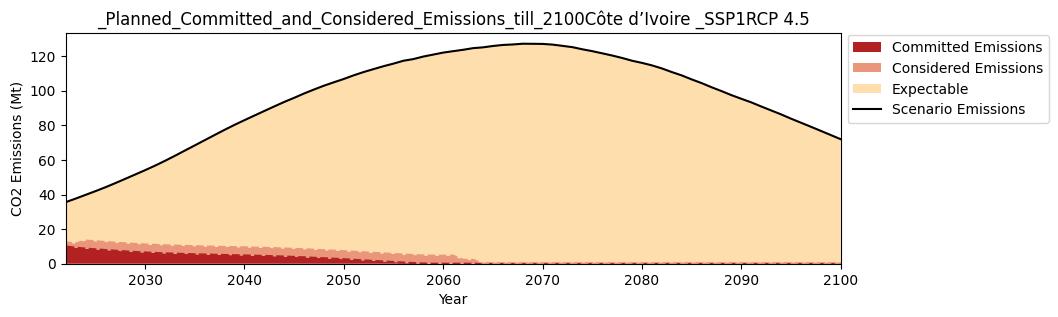 _Planned_Committed_and_Considered_Emissions_till_2100Côte d’Ivoire _SSP1RCP 4.5
Committed Emissions
Considered Emissions
Expectable
Scenario Emissions
CO2 Emissions (Mt)
120
100
80
60
40
20
0
2030 2040 2050 2060 2070 2080 2090 2100
Year